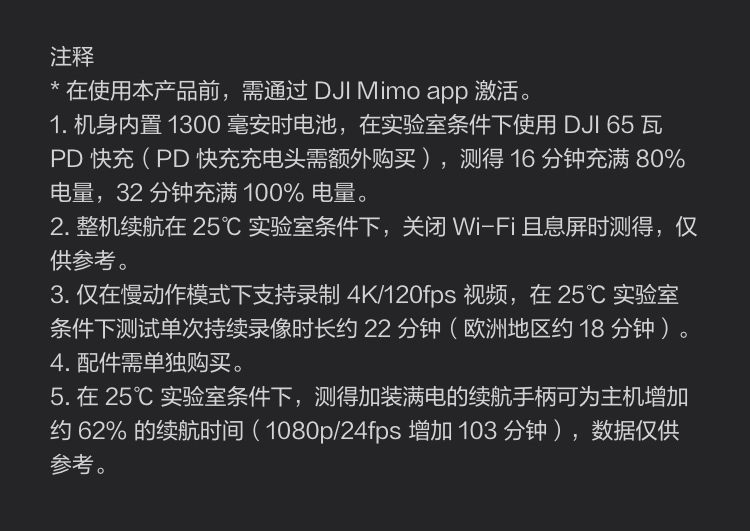 注释
* 在使用本产品前，需通过 DJI Mimo app 激活。
1. 机身内置 1300 毫安时电池，在实验室条件下使用 DJI 65 瓦
PD 快充（PD 快充充电头需额外购买），测得 16 分钟充满 80%
电量，32 分钟充满 100% 电量。
2. 整机续航在 25℃ 实验室条件下，关闭 Wi-Fi 且息屏时测得，仅
供参考。
3. 仅在慢动作模式下支持录制 4K/120fps 视频，在 25℃ 实验室
条件下测试单次持续录像时长约 22 分钟（欧洲地区约 18 分钟）。
4. 配件需单独购买。
5. 在 25℃ 实验室条件下，测得加装满电的续航手柄可为主机增加
约 62% 的续航时间（1080p/24fps 增加 103 分钟），数据仅供
参考。